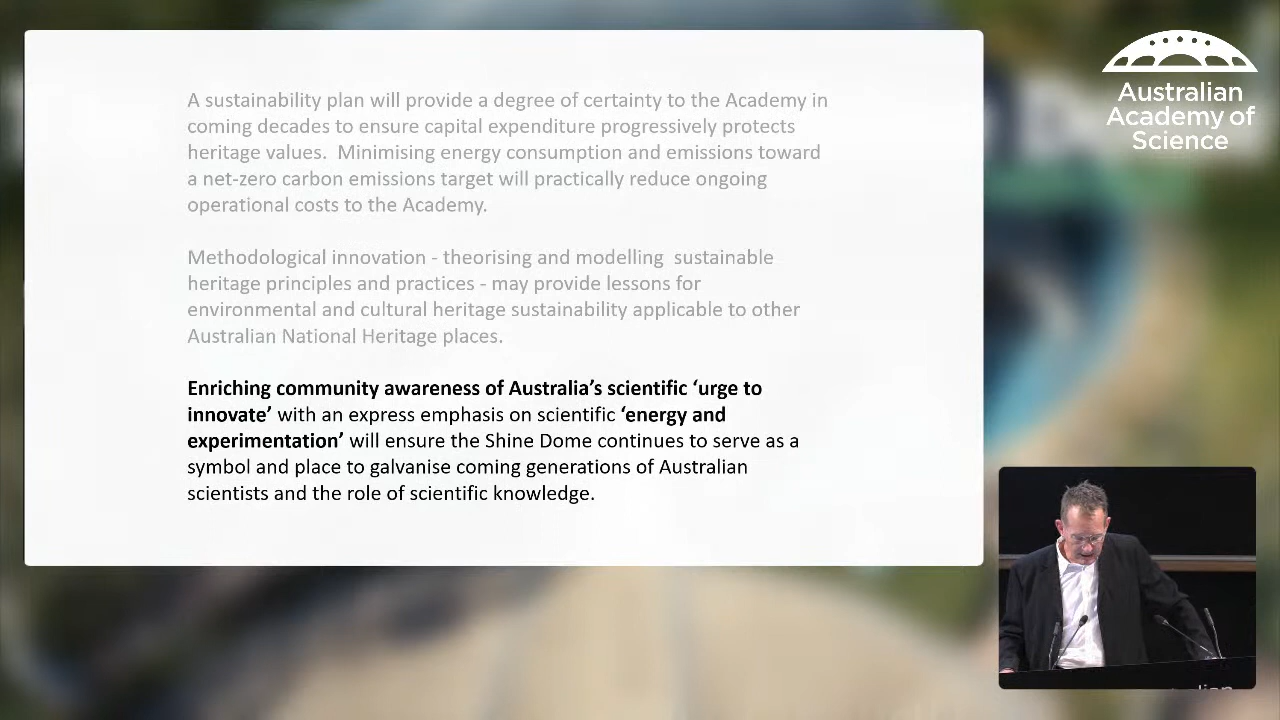 A sustainability plan will provide a degree of certainty to the Academy in
coming decades to ensure capital expenditure progressively protects
heritage values.  Minimising energy consumption and emissions toward
a net-zero carbon emissions target will practically reduce ongoing
operational costs to the Academy.
Methodological innovation - theorising and modelling  sustainable
heritage principles and practices - may provide lessons for
environmental and cultural heritage sustainability applicable to other
Australian National Heritage places.
Enriching community awareness of Australia’s scientific ‘urge to
innovate’ with an express emphasis on scientific ‘energy and
experimentation’ will ensure the Shine Dome continues to serve as a
symbol and place to galvanise coming generations of Australian
scientists and the role of scientific knowledge.
Australian
Academy of
Science